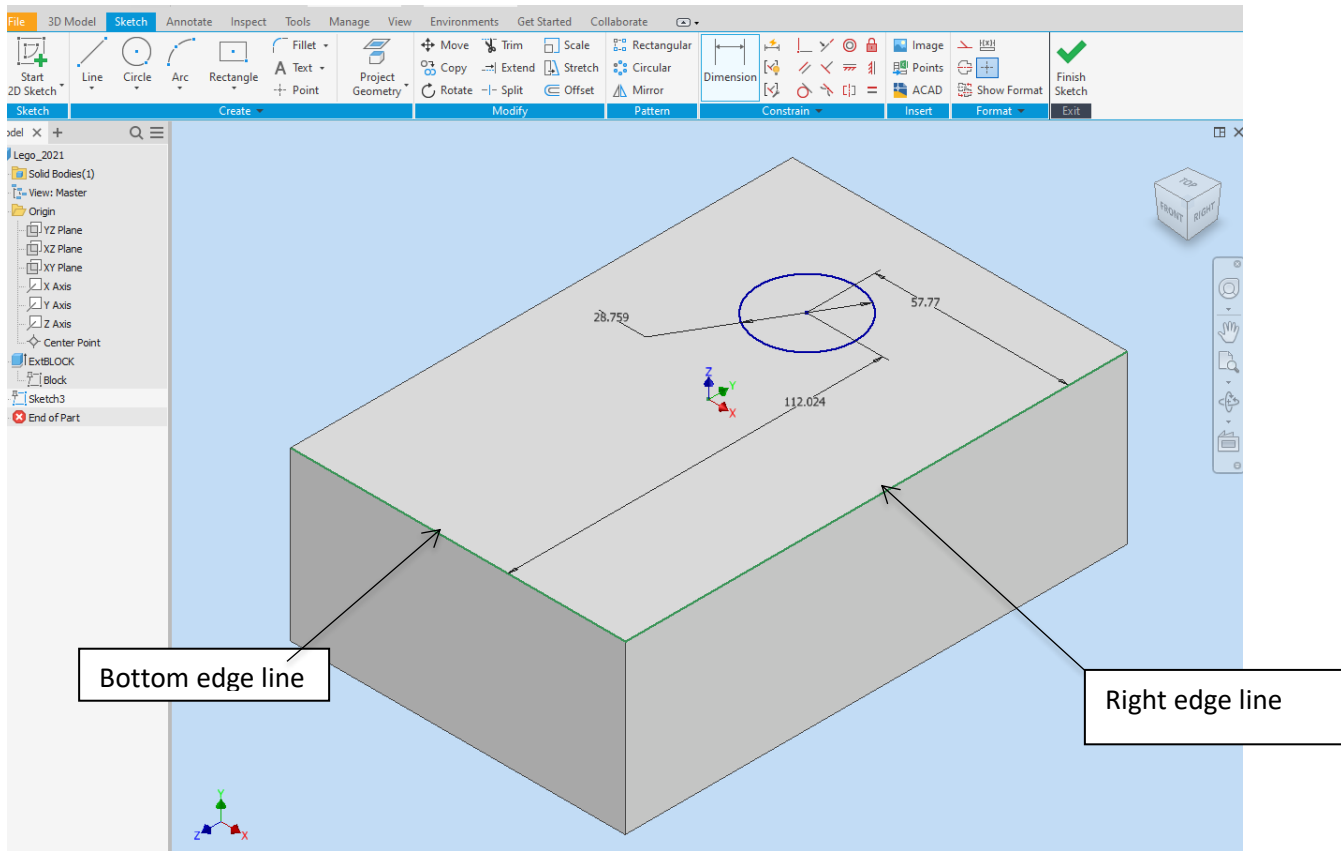 File 3D Model Sketch Annotate Inspect Tools Manage View Environments Get Started Collaborate
Fillet Move Trim Scale Rectangular Image
Text Copy Extend Stretch Circular Points
Start Line Circle Arc Rectangle Project Dimension Finish
2D Sketch Point Geometry Rotate Split Offset Mirror ACAD Show Format Sketch
Sketch Create Modify Pattern Constrain Insert Format Exit
Lego_2021
Solid Bodies(1)
View: Master
Origin
YZ Plane
XZ Plane
XY Plane
X Axis
Y Axis
Z Axis
Center Point
ExtBLOCK
Block
Sketch3
End of Part
TOP
FRONT RIGHT
57.77
28.759
Z
Y
X
112.024
Bottom edge line
Right edge line
Y
Z X